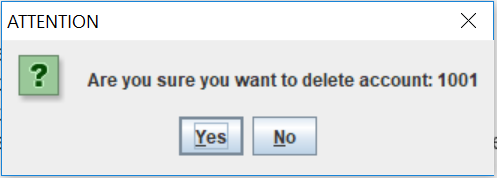 ATTENTION
?
Are you sure you want to delete account: 1001
Yes No